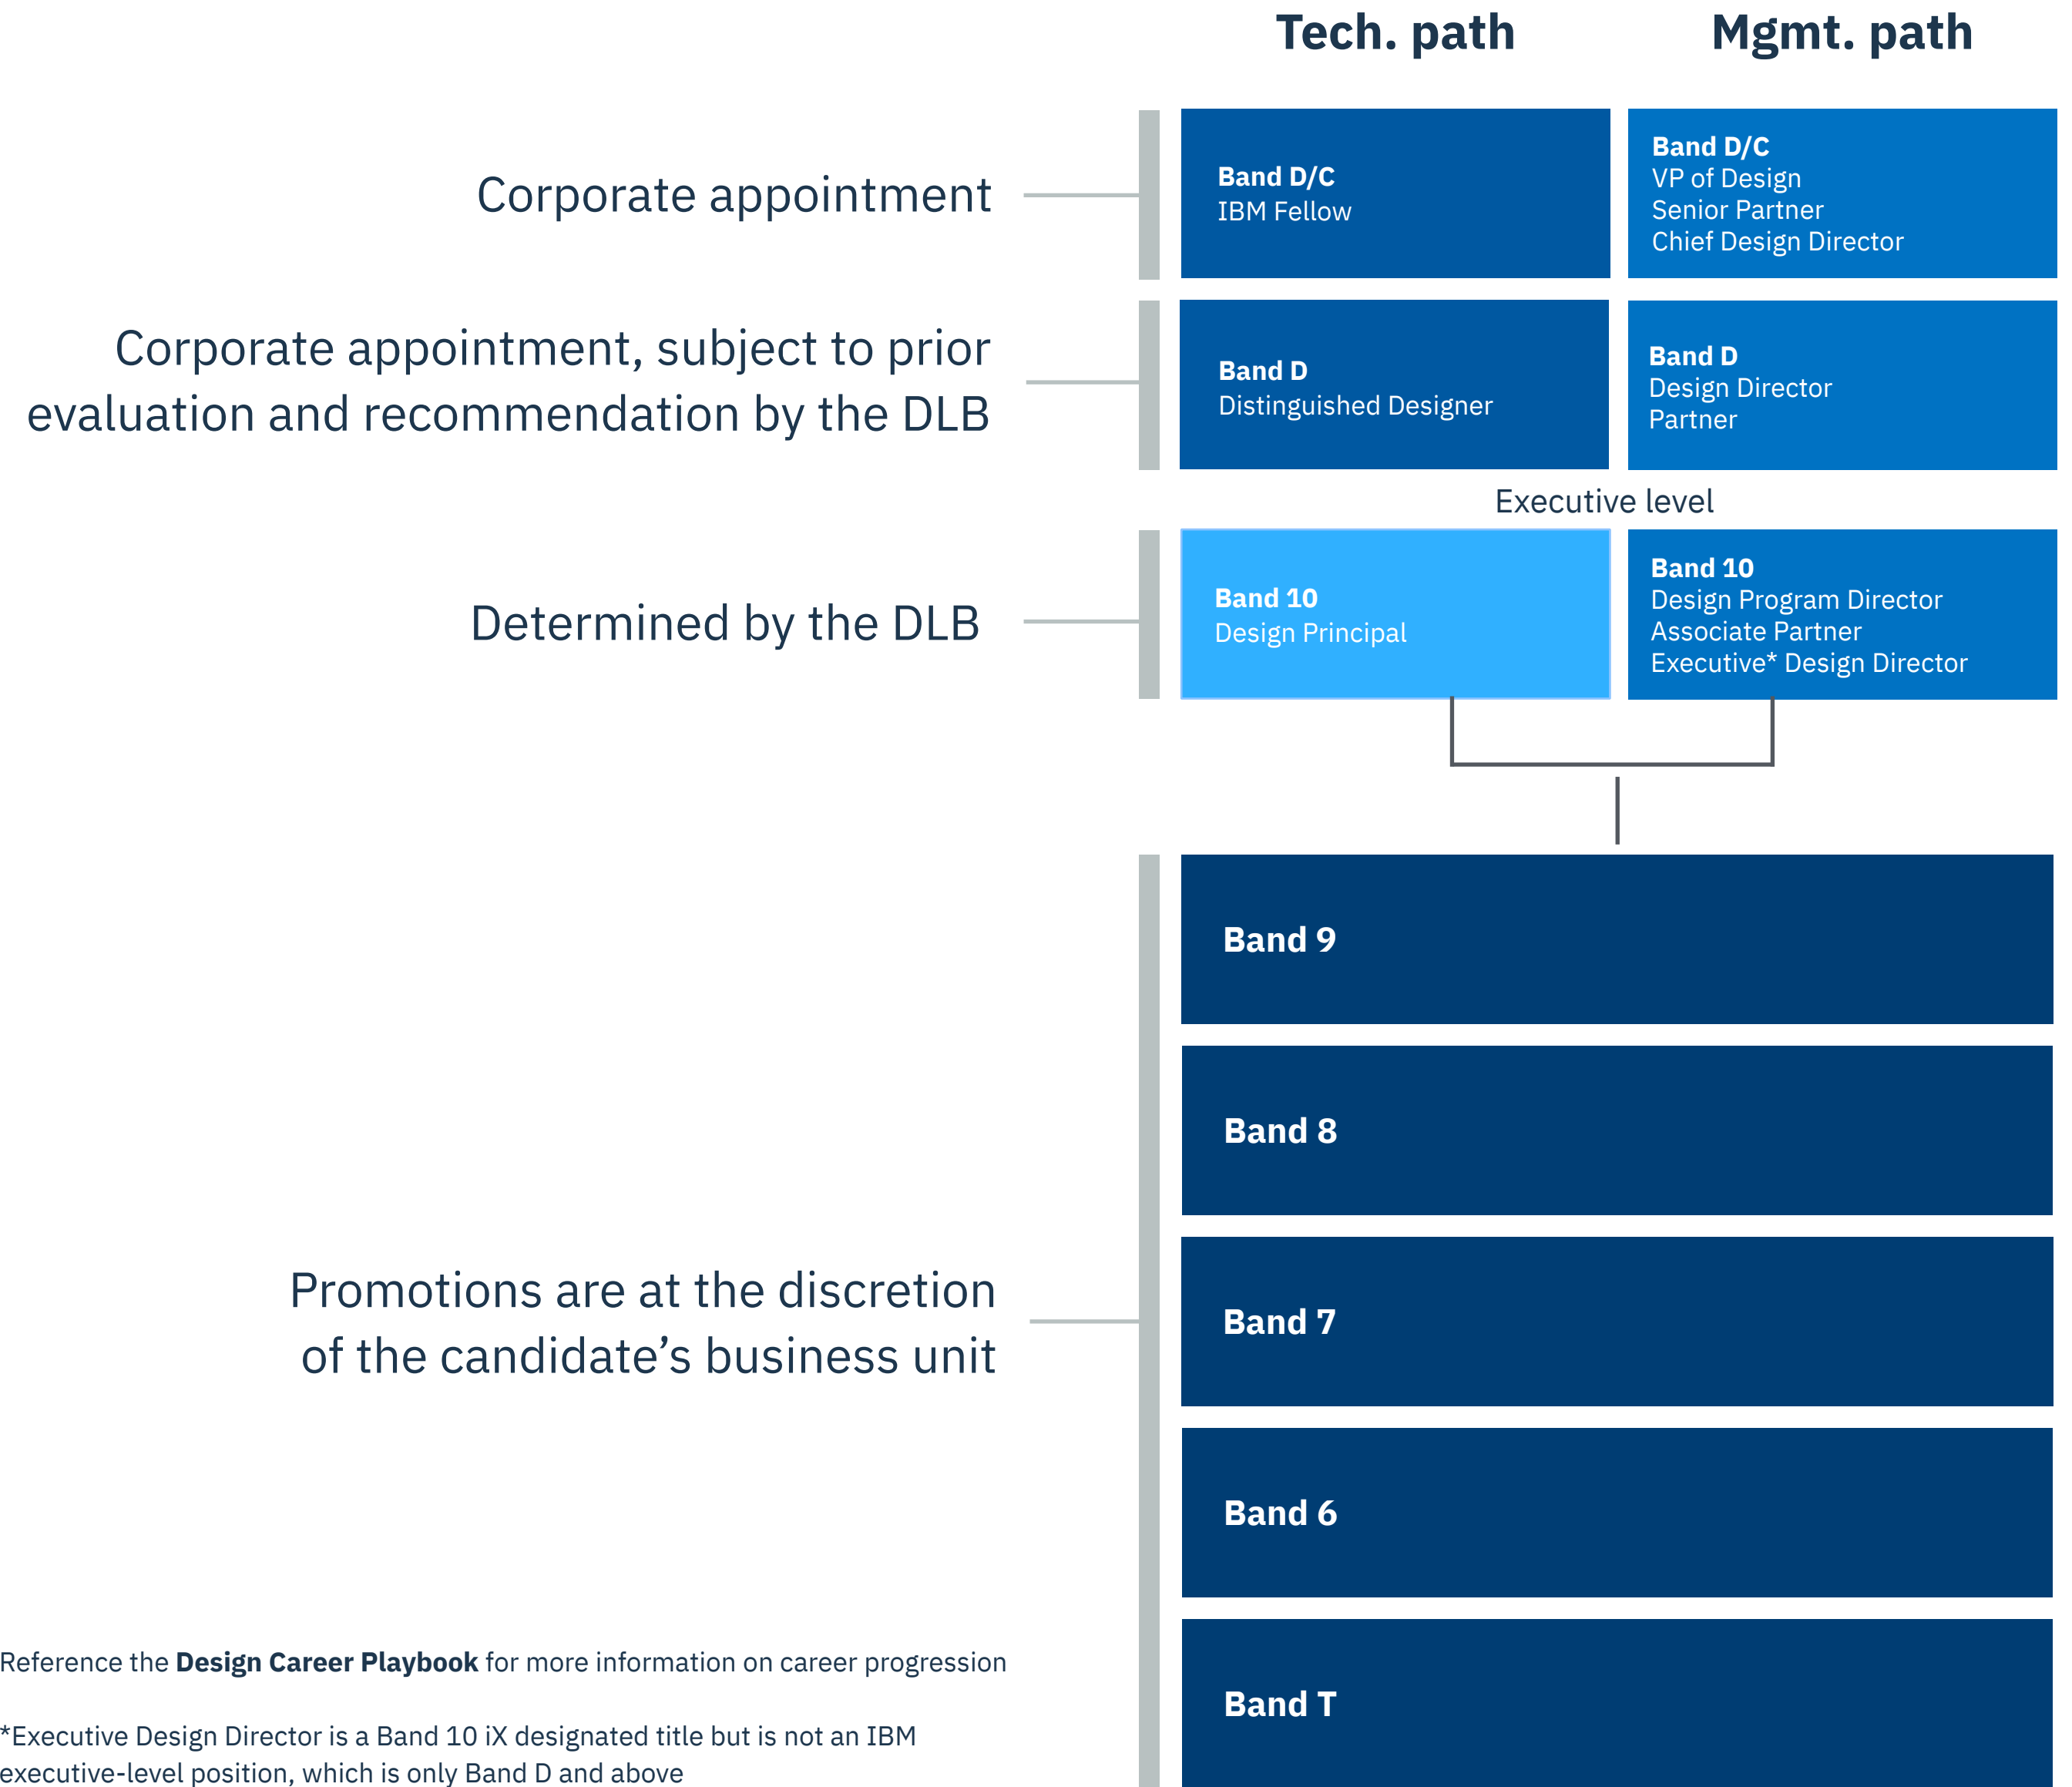 Tech. path
Mgmt. path
Corporate appointment
Band D/C
IBM Fellow
Band D/C
VP of Design
Senior Partner
Chief Design Director
Corporate appointment, subject to prior
evaluation and recommendation by the DLB
Band D
Distinguished Designer
Band D
Design Director
Partner
Executive level
Determined by the DLB
Band 10
Design Principal
Band 10
Design Program Director
Associate Partner
Executive* Design Director
Band 9
Band 8
Promotions are at the discretion
of the candidate’s business unit
Band 7
Band 6
Band T
Reference the Design Career Playbook for more information on career progression
*Executive Design Director is a Band 10 iX designated title but is not an IBM
executive-level position, which is only Band D and above